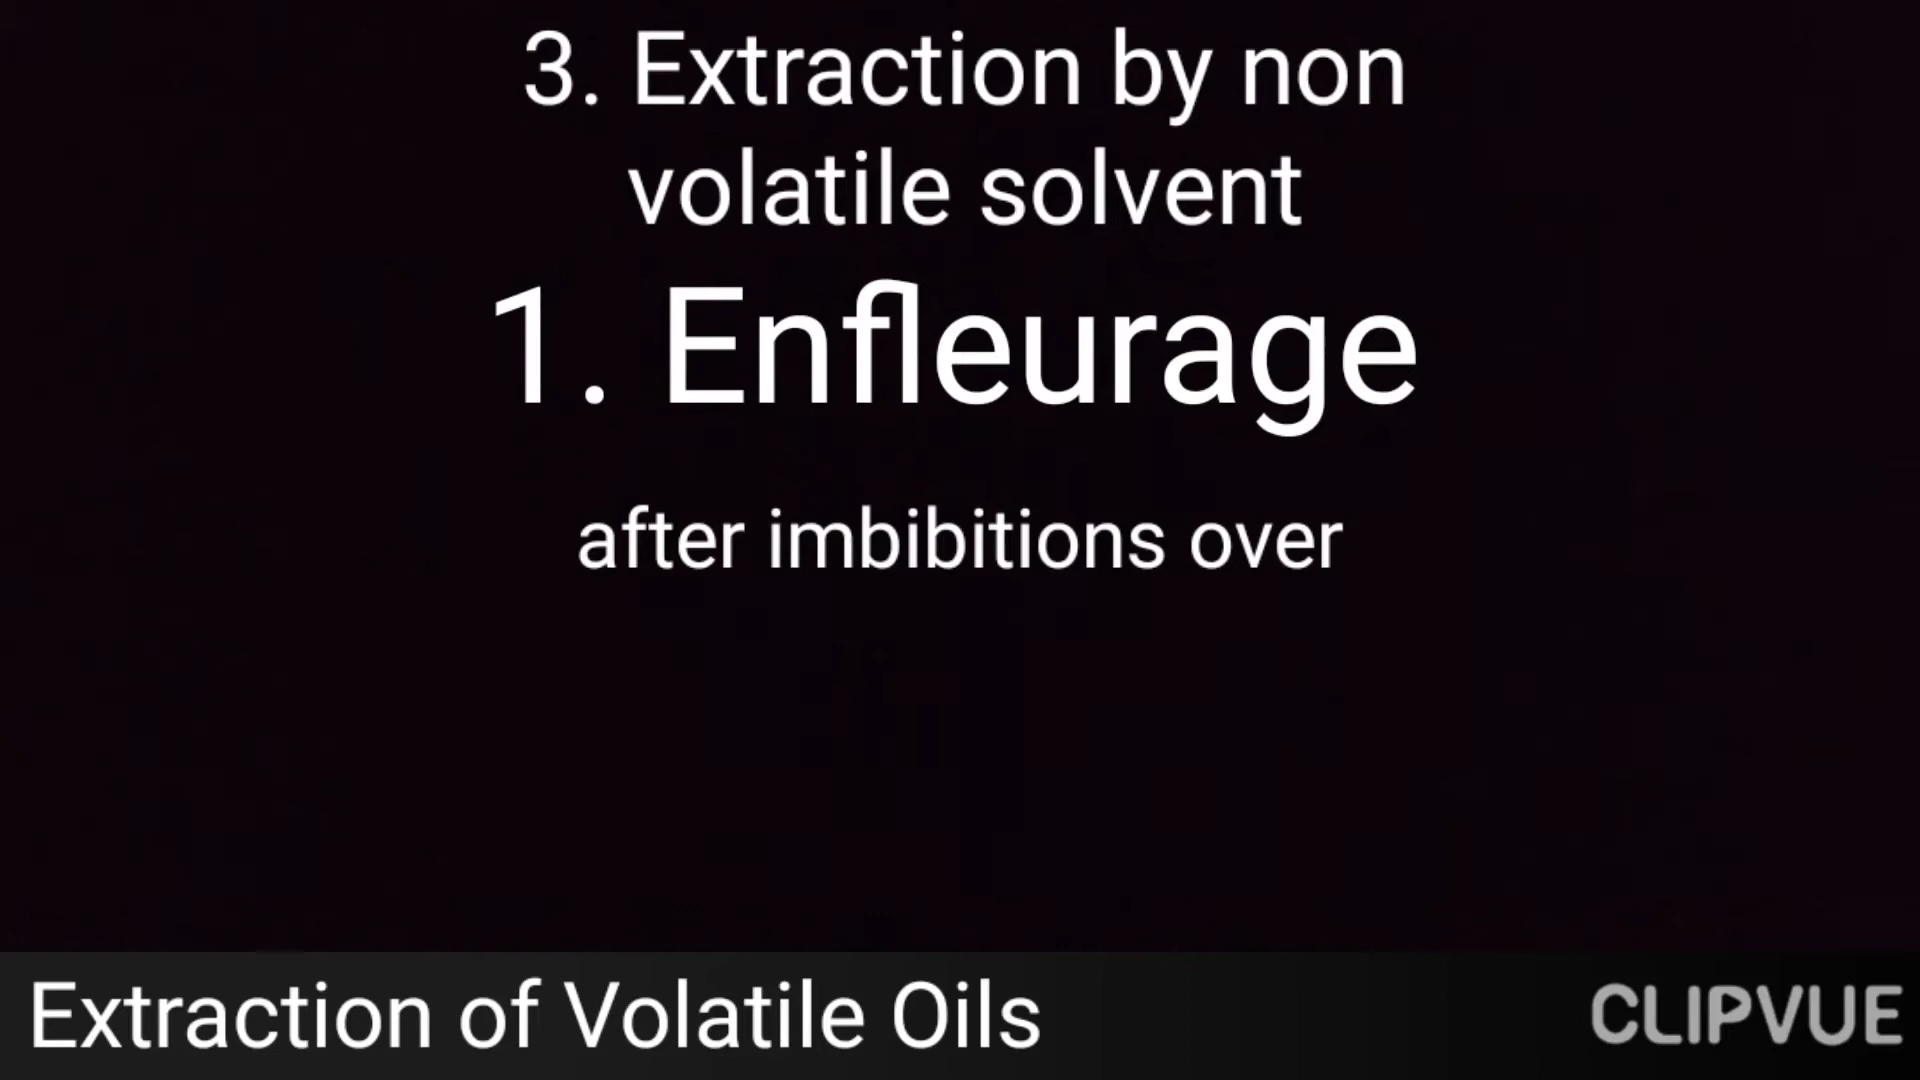 3. Extraction by non
volatile solvent
1. Enfleurage
after imbibitions over
Extraction of Volatile Oils
CLIPVUE